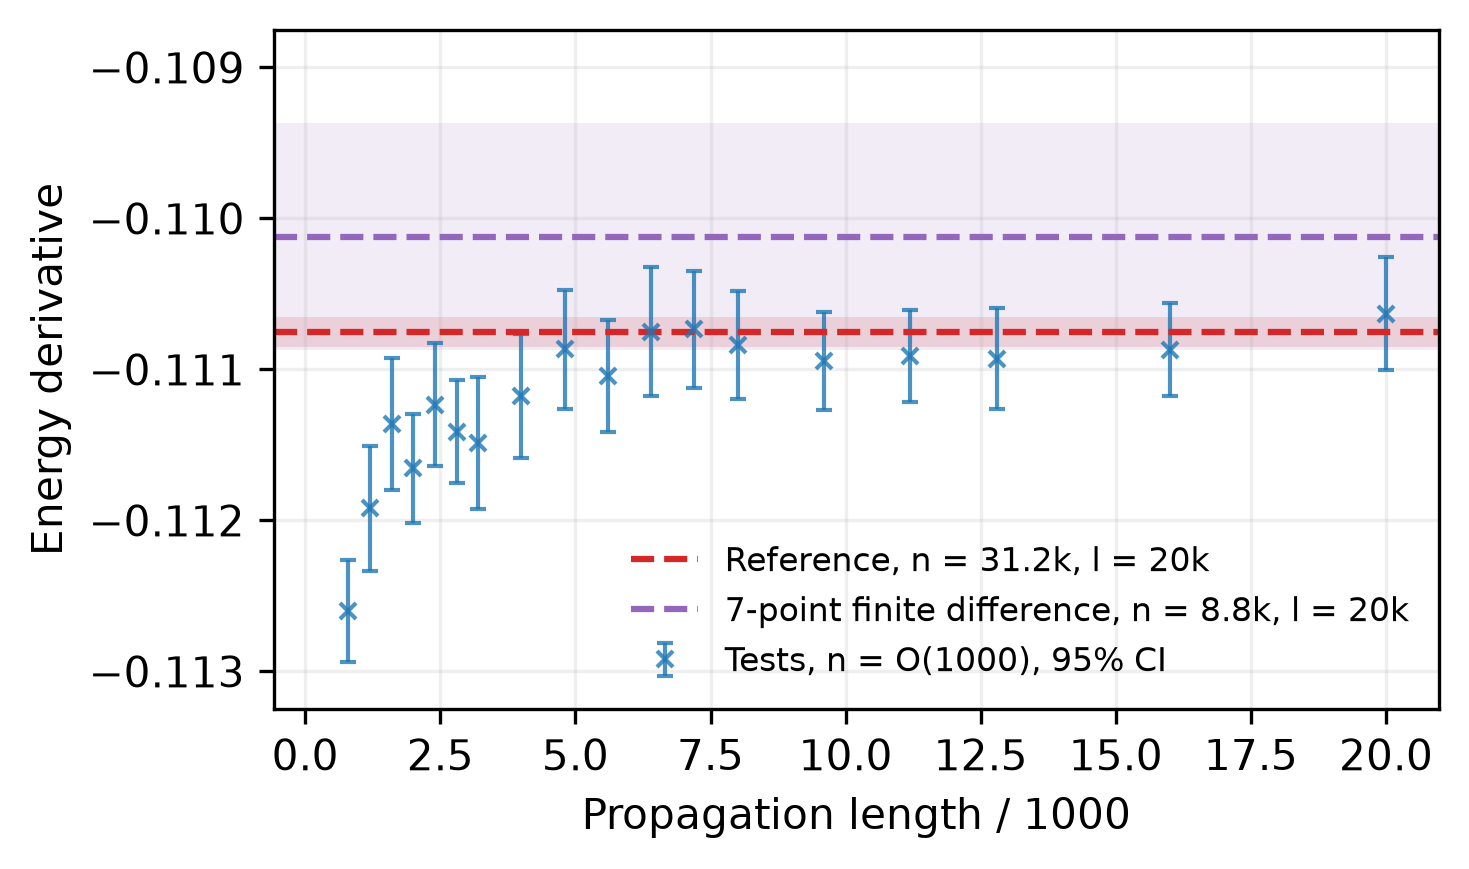 Energy derivative
−0.109
−0.110
−0.111
−0.112
−0.113
Reference, n = 31.2k, l = 20k
7-point finite difference, n = 8.8k, l = 20k
Tests, n = O(1000), 95% CI
0.0 2.5 5.0 7.5 10.0 12.5 15.0 17.5 20.0
Propagation length / 1000